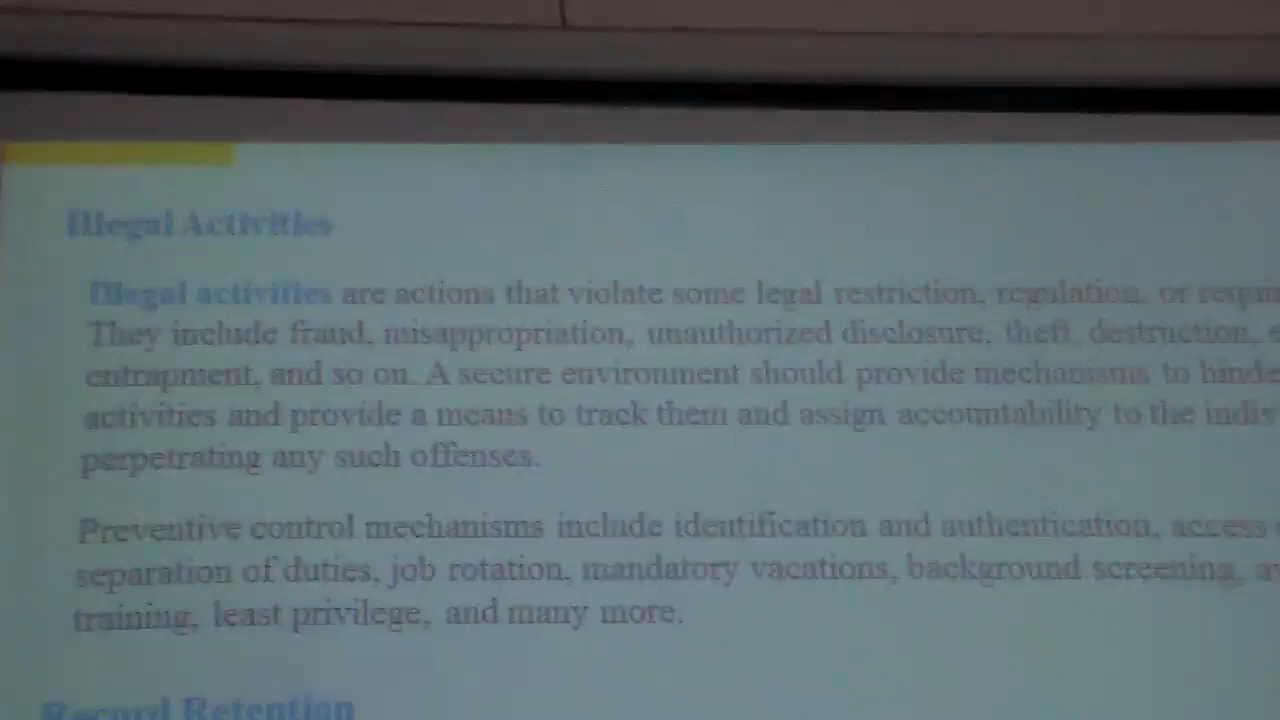 Illegal Activities
Illegal activities are actions that violate some legal restriction, regulation, or
They include fraud, misappropriation, unauthorized disclosure, theft, destruction,
entrapment, and so on. A secure environment should provide mechanisms to
activities and provide a means to track them and assign accountability to the
perpetrating any such offenses.
Preventive control mechanisms include identification and authentication, access
separation of duties, job rotation, mandatory vacations, background screening,
training, least privilege, and many more.
Record Retention